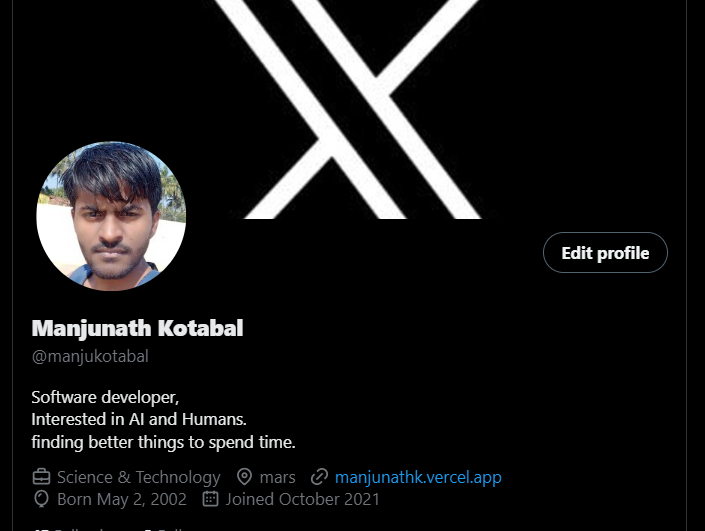 Edit profile
Manjunath Kotabal
@manjukotabal
Software developer,
Interested in AI and Humans.
finding better things to spend time.
Science & Technology mars manjunathk.vercel.app
Born May 2, 2002 Joined October 2021